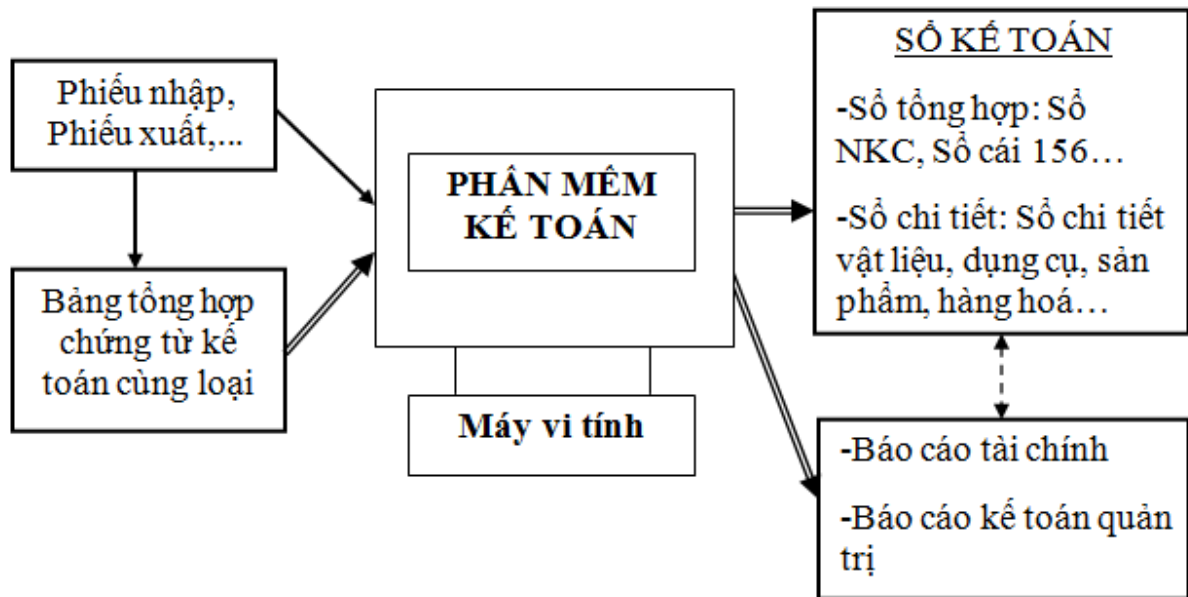 Phiếu nhập,
Phiếu xuất,...
Bảng tổng hợp
chứng từ kế
toán cùng loại
PHẦN MỀM
KẾ TOÁN
Máy vi tính
SỔ KẾ TOÁN
-Sổ tổng hợp: Sổ
NKC, Sổ cái 156…
-Sổ chi tiết: Sổ chi tiết
vật liệu, dụng cụ, sản
phẩm, hàng hoá…
-Báo cáo tài chính
-Báo cáo kế toán quản
trị